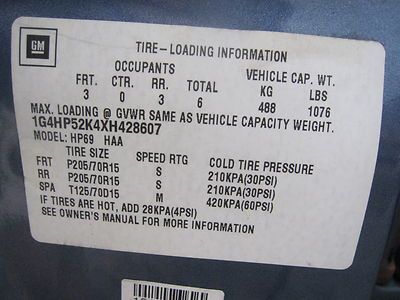 GM
TIRE-LOADING INFORMATION
OCCUPANTS VEHICLE CAP. WT.
FRT. CTR. RR. TOTAL KG LBS
3 0 3 6 488 1076
MAX. LOADING @ GVWR SAME AS VEHICLE CAPACITY WEIGHT.
1G4HP52K4XH428607
MODEL: HP69 HAA
TIRE SIZE SPEED RTG COLD TIRE PRESSURE
FRT P205/70R15 S 210KPA(30PSI)
RR P205/70R15 S 210KPA(30PSI)
SPA T125/70D15 M 420KPA(60PSI)
IF TIRES ARE HOT, ADD 28KPA(4PSI)
SEE OWNER'S MANUAL FOR MORE INFORMATION